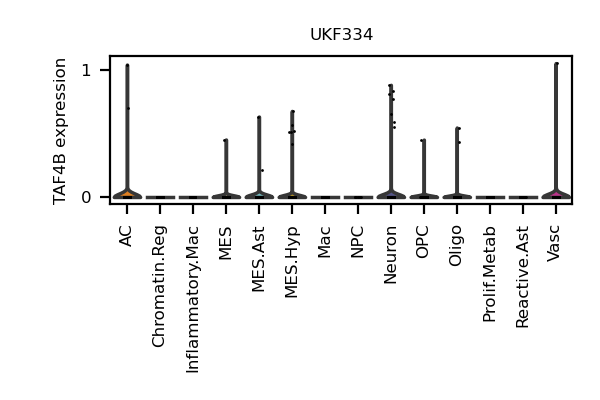 UKF334
TAF4B expression
1
0
AC
Chromatin.Reg
Inflammatory.Mac
MES
MES.Ast
MES.Hyp
Mac
NPC
Neuron
OPC
Oligo
Prolif.Metab
Reactive.Ast
Vasc